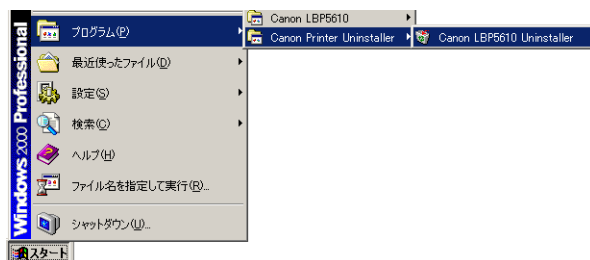 Windows 2000 Professional
プログラム(P)
Canon LBP5610
Canon Printer Uninstaller
Canon LBP5610 Uninstaller
最近使ったファイル(D)
設定(S)
検索(C)
ヘルプ(H)
ファイル名を指定して実行(R)...
シャットダウン(U)...
スタート